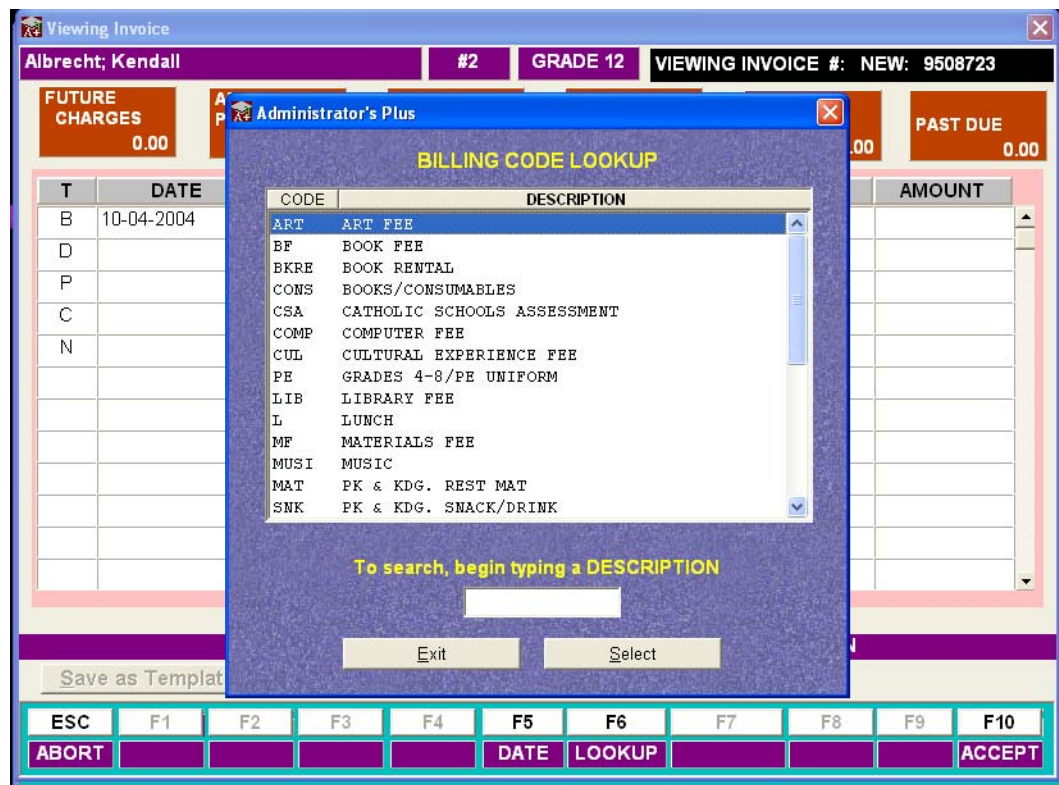 Viewing Invoice
Albrecht; Kendall #2 GRADE 12 VIEWING INVOICE #: NEW: 9508723
FUTURE
CHARGES
0.00
.00
PAST DUE
0.00
T DATE AMOUNT
B 10-04-2004
D
P
C
N
Administrator's Plus
BILLING CODE LOOKUP
CODE DESCRIPTION
ART ART FEE
BF BOOK FEE
BKRE BOOK RENTAL
CONS BOOKS/CONSUMABLES
CSA CATHOLIC SCHOOLS ASSESSMENT
COMP COMPUTER FEE
CUL CULTURAL EXPERIENCE FEE
PE GRADES 4-8/PE UNIFORM
LIB LIBRARY FEE
L LUNCH
MF MATERIALS FEE
MUSI MUSIC
MAT PK & KDG. REST MAT
SNK PK & KDG. SNACK/DRINK
To search, begin typing a DESCRIPTION
Exit Select
Save as Templat
ESC F1 F2 F3 F4 F5 F6 F7 F8 F9 F10
ABORT DATE LOOKUP ACCEPT